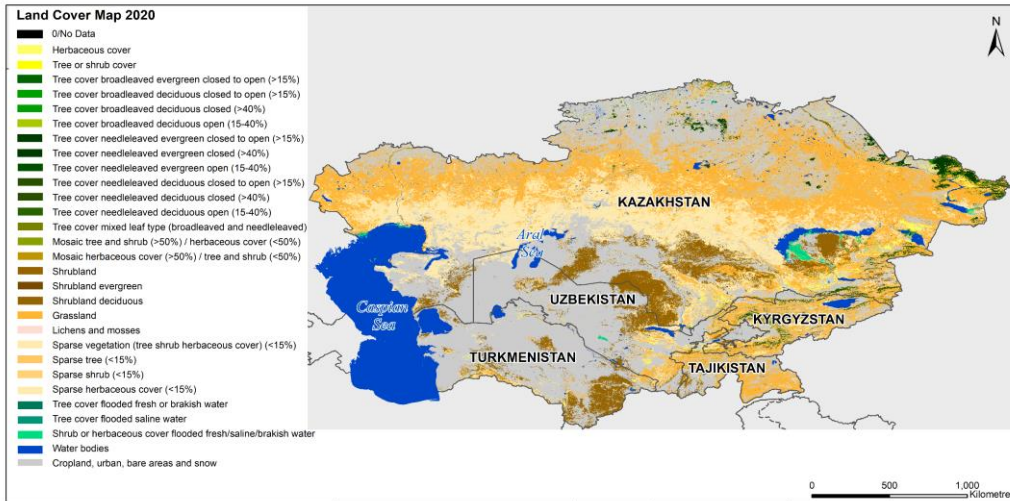 Land Cover Map 2020
0/No Data
Herbaceous cover
Tree or shrub cover
Tree cover broadleaved evergreen closed to open (>15%)
Tree cover broadleaved deciduous closed to open (>15%)
Tree cover broadleaved deciduous closed (>40%)
Tree cover broadleaved deciduous open (15-40%)
Tree cover needleleaved evergreen closed to open (>15%)
Tree cover needleleaved evergreen closed (>40%)
Tree cover needleleaved evergreen open (15-40%)
Tree cover needleleaved deciduous closed to open (>15%)
Tree cover needleleaved deciduous closed (>40%)
Tree cover needleleaved deciduous open (15-40%)
Tree cover mixed leaf type (broadleaved and needleleaved)
Mosaic tree and shrub (>50%) / herbaceous cover (<50%)
Mosaic herbaceous cover (>50%) / tree and shrub (<50%)
Shrubland
Shrubland evergreen
Shrubland deciduous
Grassland
Lichens and mosses
Sparse vegetation (tree shrub herbaceous cover) (<15%)
Sparse tree (<15%)
Sparse shrub (<15%)
Sparse herbaceous cover (<15%)
Tree cover flooded fresh or brakish water
Tree cover flooded saline water
Shrub or herbaceous cover flooded fresh/saline/brakish water
Water bodies
Cropland, urban, bare areas and snow
N
KAZAKHSTAN
Aral
Sea
UZBEKISTAN
Caspian
Sea
KYRGYZSTAN
TURKMENISTAN
TAJIKISTAN
0 500 1,000
Kilometre